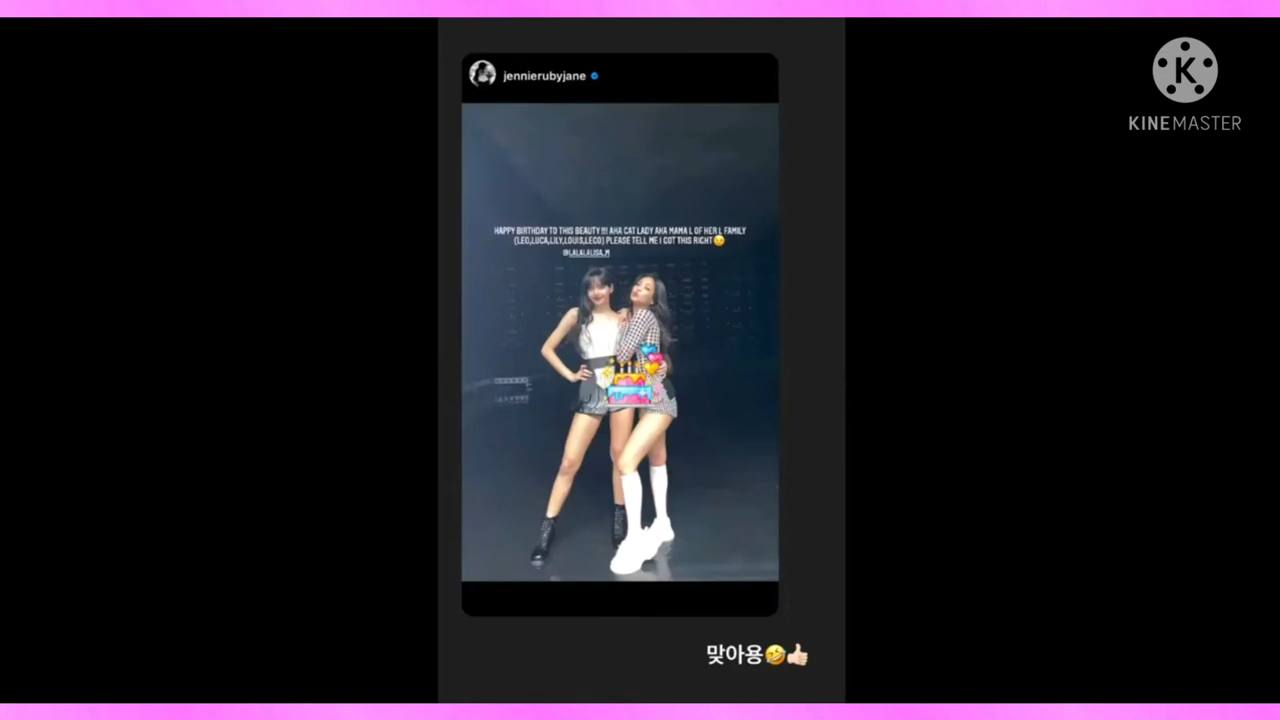 jennierubyjane
KINEMASTER
HAPPY BIRTHDAY TO THIS BEAUTY !!! AKA CAT LADY AKA MAMA L OF HER L FAMILY
(LEO,LUCA,LILY,LOUIS,LEGO) PLEASE TELL ME I GOT THIS RIGHT😉
@LALALALISA_M
맞아용🤣👍🏻